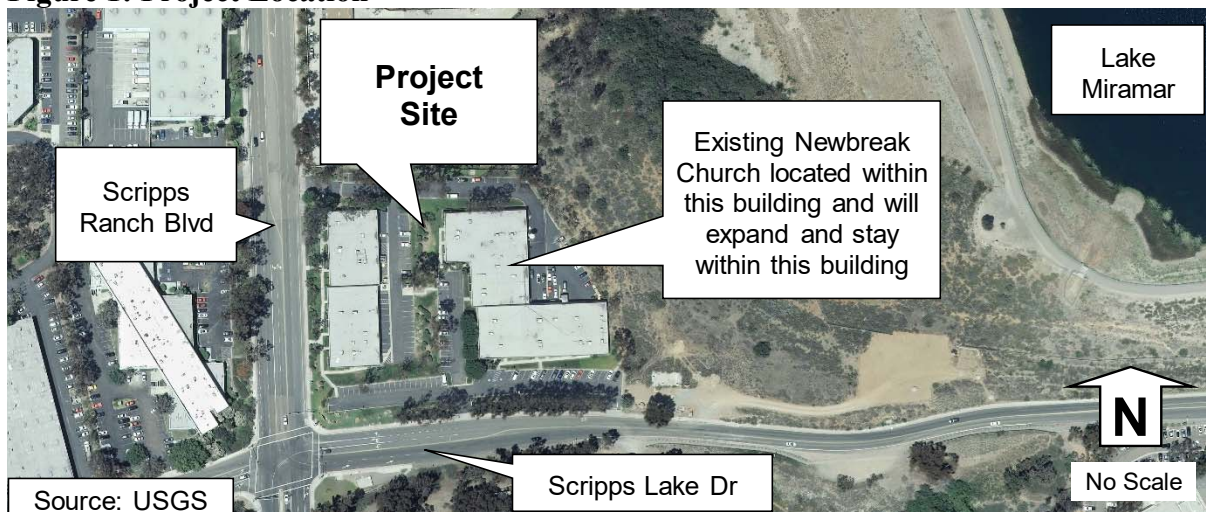 Figure 1: Project Location
Project
Site
Lake
Miramar
Existing Newbreak
Church located within
this building and will
expand and stay
within this building
Scripps
Ranch Blvd
N
No Scale
Scripps Lake Dr
Source: USGS